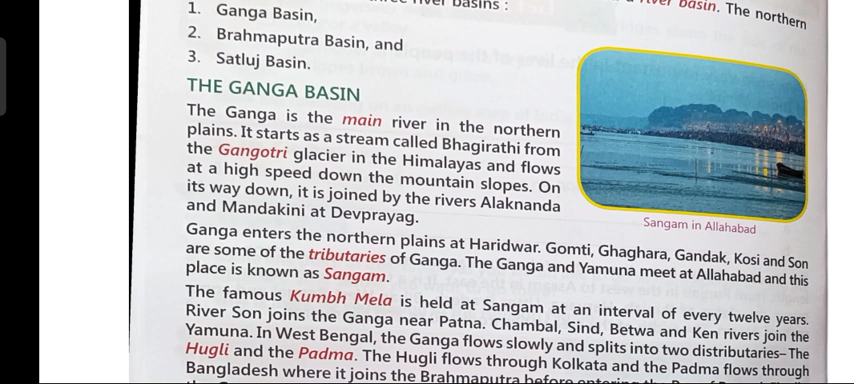 river basins :
river basin. The northern
1. Ganga Basin,
2. Brahmaputra Basin, and
3. Satluj Basin.
THE GANGA BASIN
The Ganga is the main river in the northern
plains. It starts as a stream called Bhagirathi from
the Gangotri glacier in the Himalayas and flows
at a high speed down the mountain slopes. On
its way down, it is joined by the rivers Alaknanda
and Mandakini at Devprayag.
Sangam in Allahabad
Ganga enters the northern plains at Haridwar. Gomti, Ghaghara, Gandak, Kosi and Son
are some of the tributaries of Ganga. The Ganga and Yamuna meet at Allahabad and this
place is known as Sangam.
The famous Kumbh Mela is held at Sangam at an interval of every twelve years.
River Son joins the Ganga near Patna. Chambal, Sind, Betwa and Ken rivers join the
Yamuna. In West Bengal, the Ganga flows slowly and splits into two distributaries–The
Hugli and the Padma. The Hugli flows through Kolkata and the Padma flows through
Bangladesh where it joins the Brahmaputra before entering the